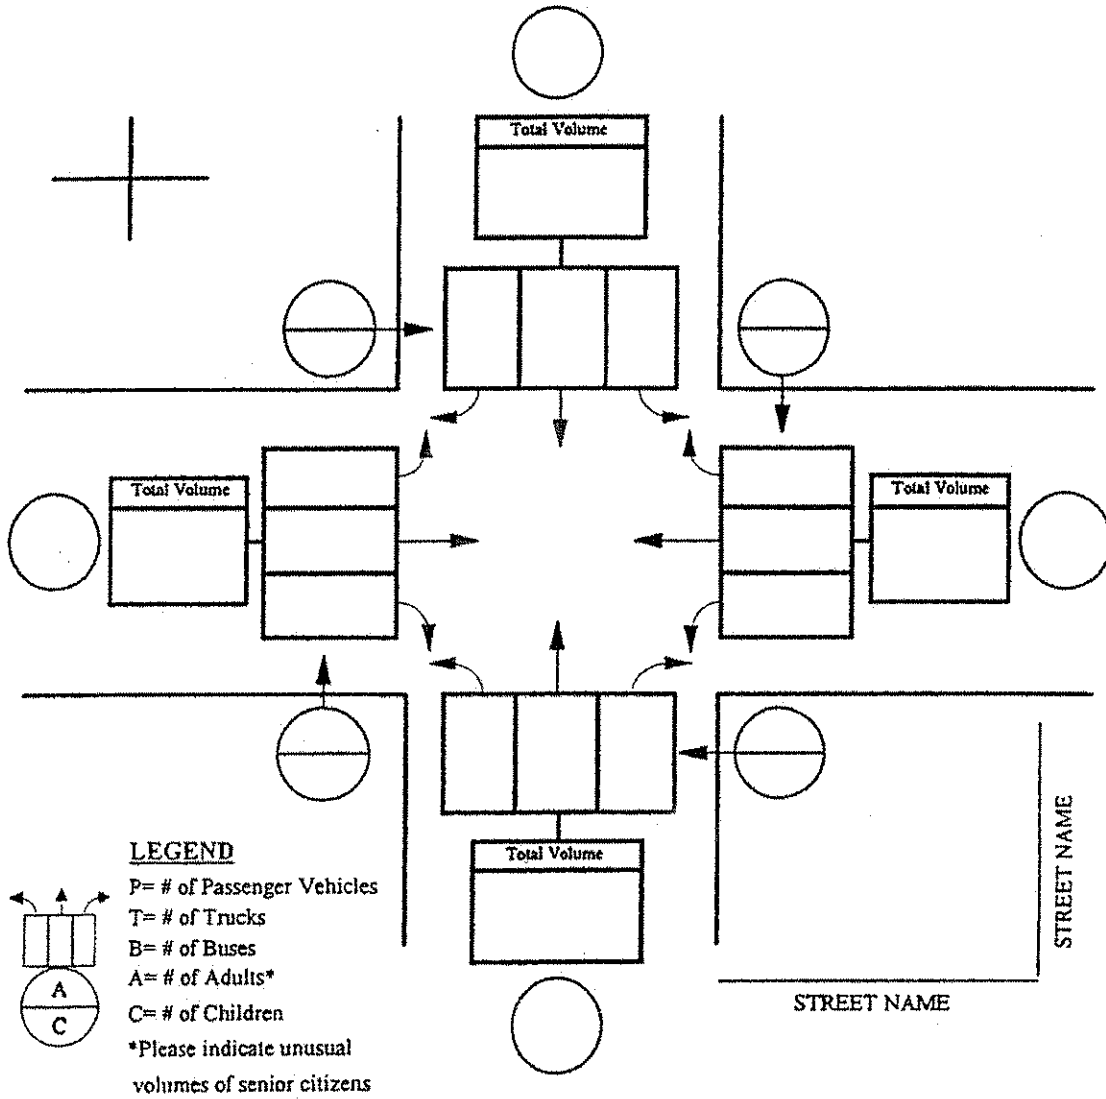 Total Volume
Total Volume
Total Volume
Total Volume
LEGEND
P= # of Passenger Vehicles
T= # of Trucks
B= # of Buses
A= # of Adults*
C= # of Children
*Please indicate unusual
volumes of senior citizens
A
C
STREET NAME
STREET NAME